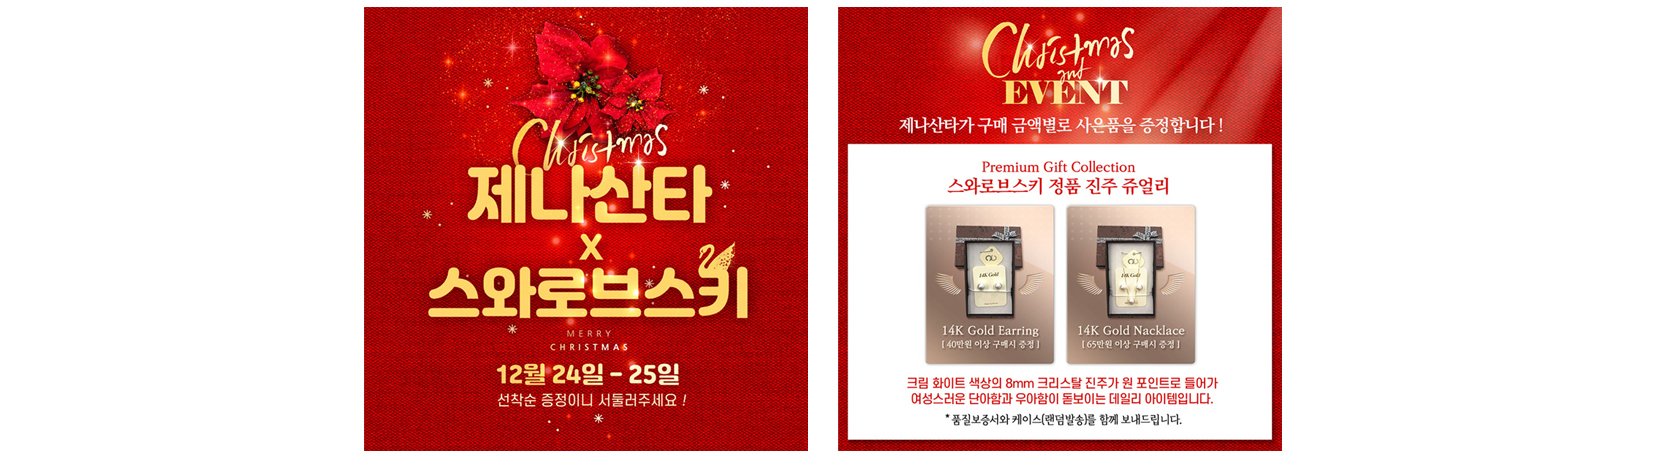 Christmas
제나산타
x
스와로브스키
MERRY
CHRISTMAS
12월 24일 - 25일
선착순 증정이니 서둘러주세요 !
Christmas
and
EVENT
제나산타가 구매 금액별로 사은품을 증정합니다 !
Premium Gift Collection
스와로브스키 정품 진주 쥬얼리
14K Gold
14K Gold Earring
[ 40만원 이상 구매시 증정 ]
14K Gold
14K Gold Nacklace
[ 65만원 이상 구매시 증정 ]
크림 화이트 색상의 8mm 크리스탈 진주가 원 포인트로 들어가
여성스러운 단아함과 우아함이 돋보이는 데일리 아이템입니다.
* 품질보증서와 케이스(랜덤발송)를 함께 보내드립니다.